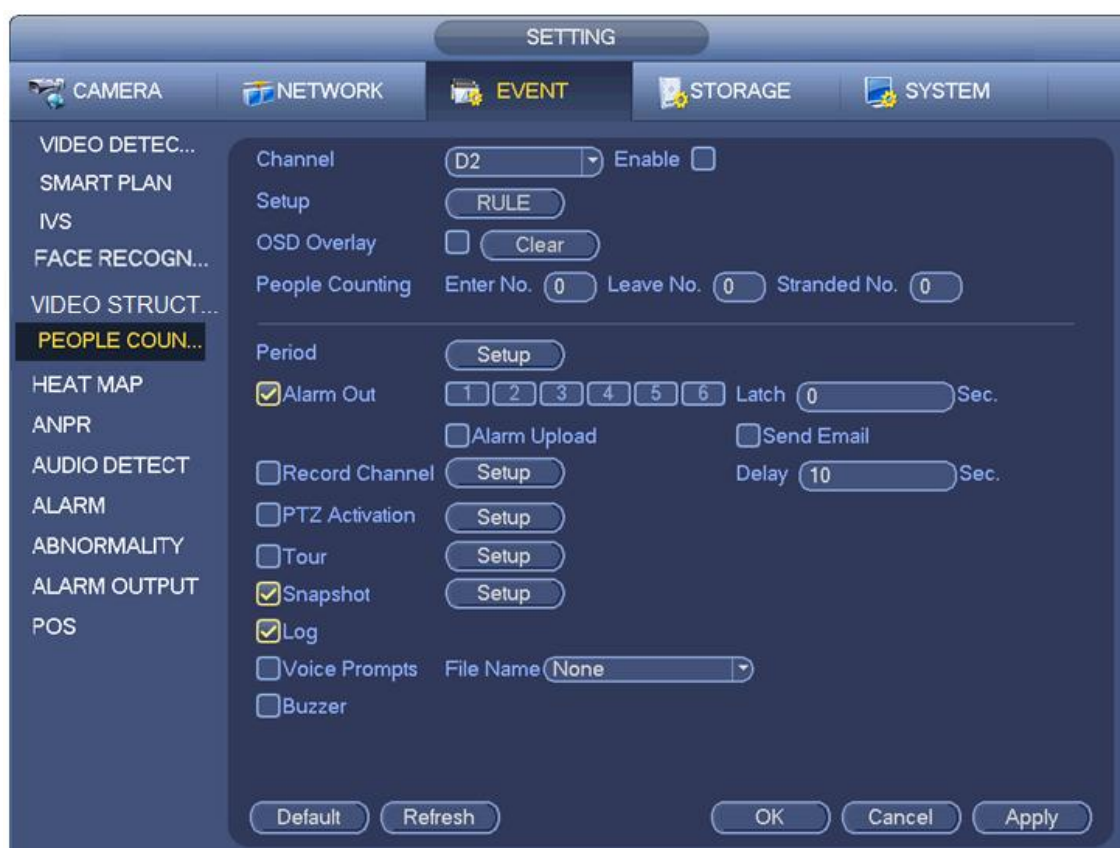 SETTING
CAMERA NETWORK EVENT STORAGE SYSTEM
VIDEO DETEC...
SMART PLAN
IVS
FACE RECOGN...
VIDEO STRUCT...
PEOPLE COUN...
HEAT MAP
ANPR
AUDIO DETECT
ALARM
ABNORMALITY
ALARM OUTPUT
POS
Channel D2 Enable
Setup RULE
OSD Overlay Clear
People Counting Enter No. 0 Leave No. 0 Stranded No. 0
Period Setup
Alarm Out 1 2 3 4 5 6 Latch 0 Sec.
Alarm Upload Send Email
Record Channel Setup Delay 10 Sec.
PTZ Activation Setup
Tour Setup
Snapshot Setup
Log
Voice Prompts File Name None
Buzzer
Default Refresh OK Cancel Apply